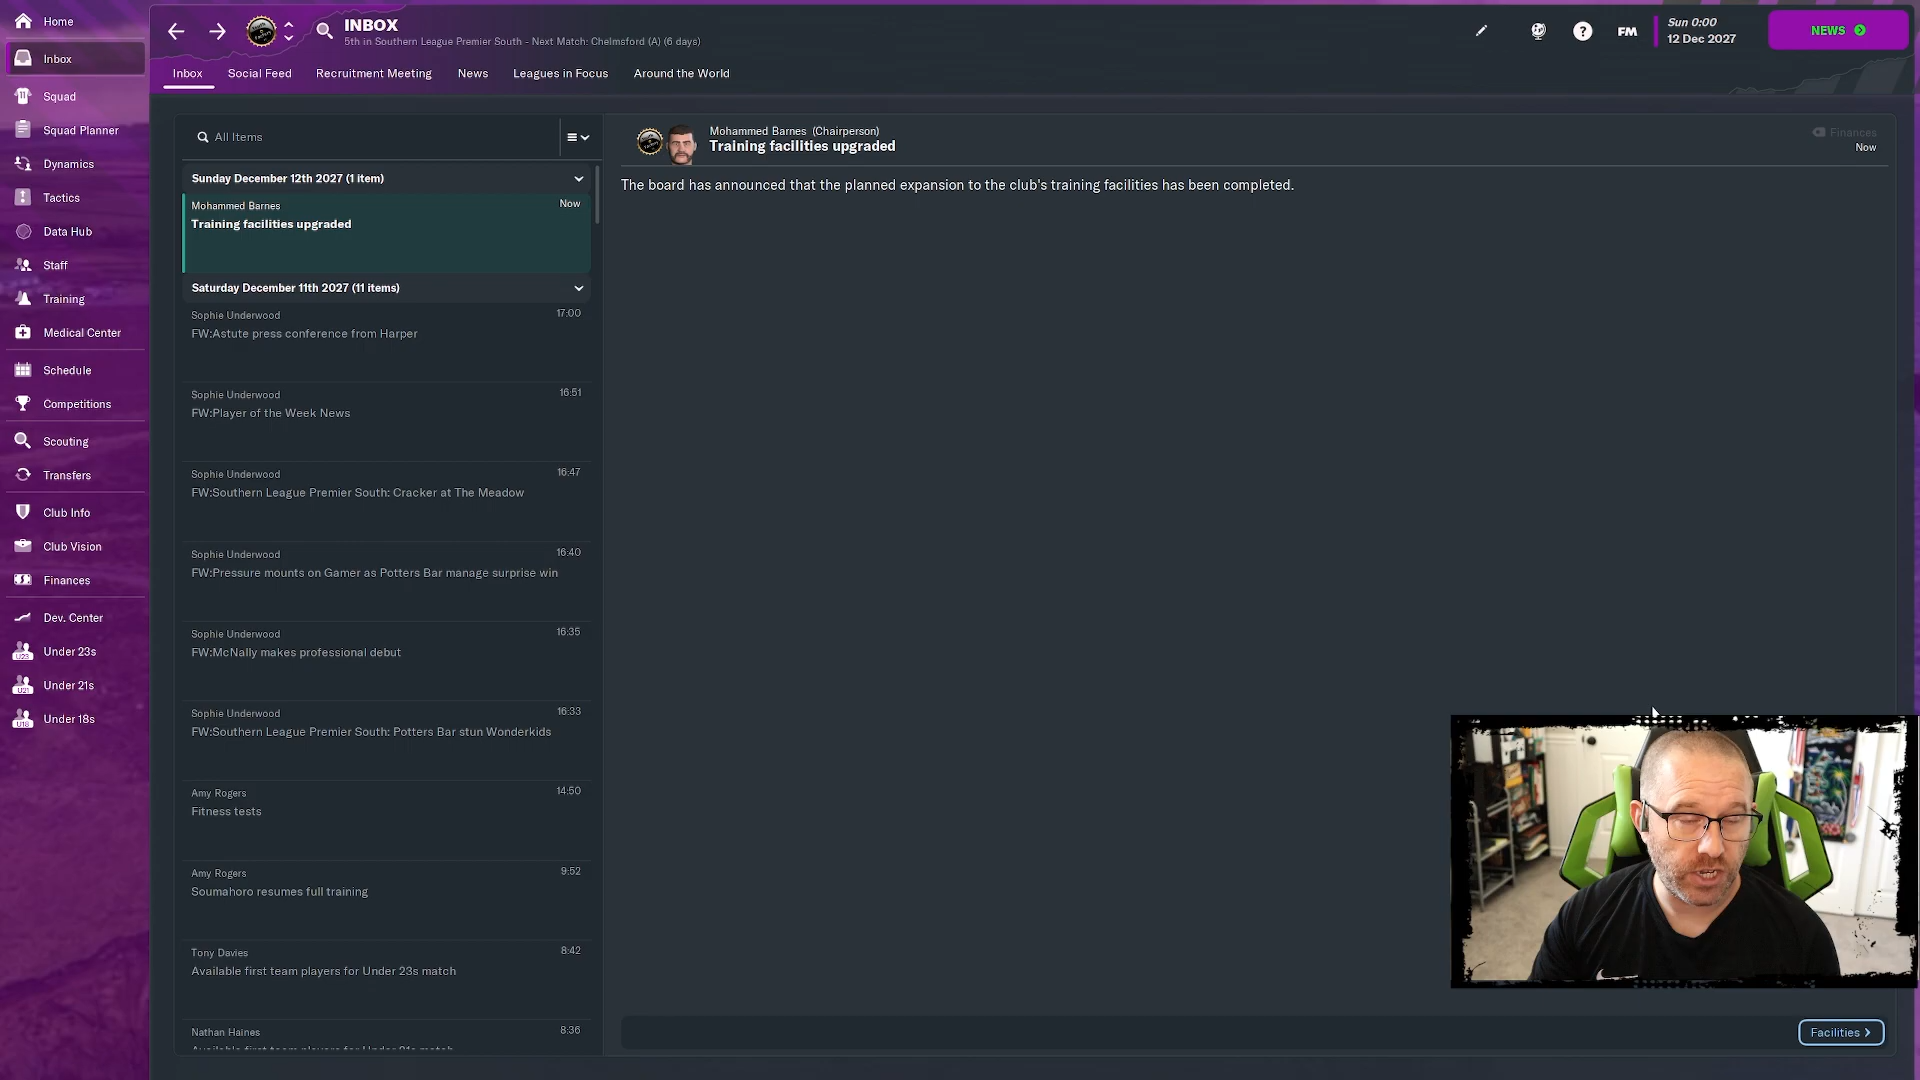 Home
Inbox
Squad
Squad Planner
Dynamics
Tactics
Data Hub
Staff
Training
Medical Center
Schedule
Competitions
Scouting
Transfers
Club Info
Club Vision
Finances
Dev. Center
Under 23s
Under 21s
Under 18s
INBOX
5th in Southern League Premier South - Next Match: Chelmsford (A) (6 days)
FM
Sun 0:00
12 Dec 2027
NEWS
Inbox
Social Feed
Recruitment Meeting
News
Leagues in Focus
Around the World
All Items
Sunday December 12th 2027 (1 item)
Mohammed Barnes
Now
Training facilities upgraded
Saturday December 11th 2027 (11 items)
Sophie Underwood
17:00
FW:Astute press conference from Harper
Sophie Underwood
16:51
FW:Player of the Week News
Sophie Underwood
16:47
FW:Southern League Premier South: Cracker at The Meadow
Sophie Underwood
16:40
FW:Pressure mounts on Gamer as Potters Bar manage surprise win
Sophie Underwood
16:35
FW:McNally makes professional debut
Sophie Underwood
16:33
FW:Southern League Premier South: Potters Bar stun Wonderkids
Amy Rogers
14:50
Fitness tests
Amy Rogers
9:52
Soumahoro resumes full training
Tony Davies
8:42
Available first team players for Under 23s match
Nathan Haines
8:36
Available first team players for Under 21s match
Mohammed Barnes (Chairperson)
Training facilities upgraded
Finances
Now
The board has announced that the planned expansion to the club's training facilities has been completed.
Facilities >